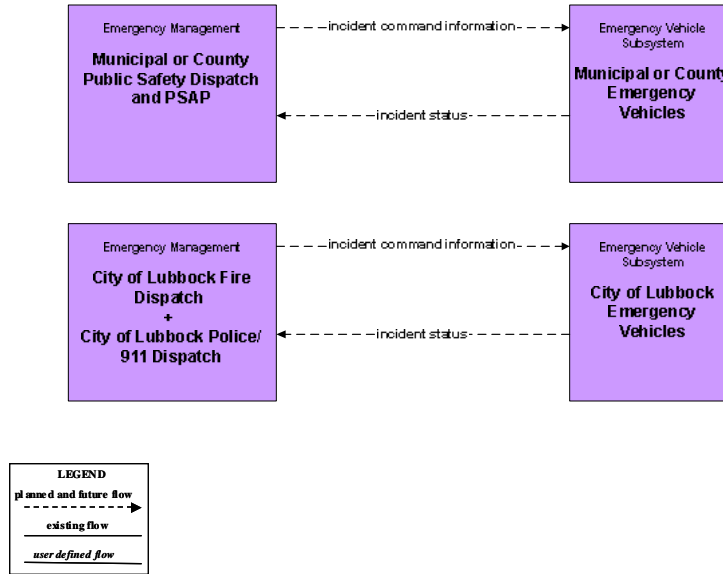 Emergency Management
Municipal or County
Public Safety Dispatch
and PSAP
incident command information
incident status
Emergency Vehicle
Subsystem
Municipal or County
Emergency
Vehicles
Emergency Management
City of Lubbock Fire
Dispatch
+
City of Lubbock Police/
911 Dispatch
incident command information
incident status
Emergency Vehicle
Subsystem
City of Lubbock
Emergency
Vehicles
LEGEND
planned and future flow
existing flow
user defined flow